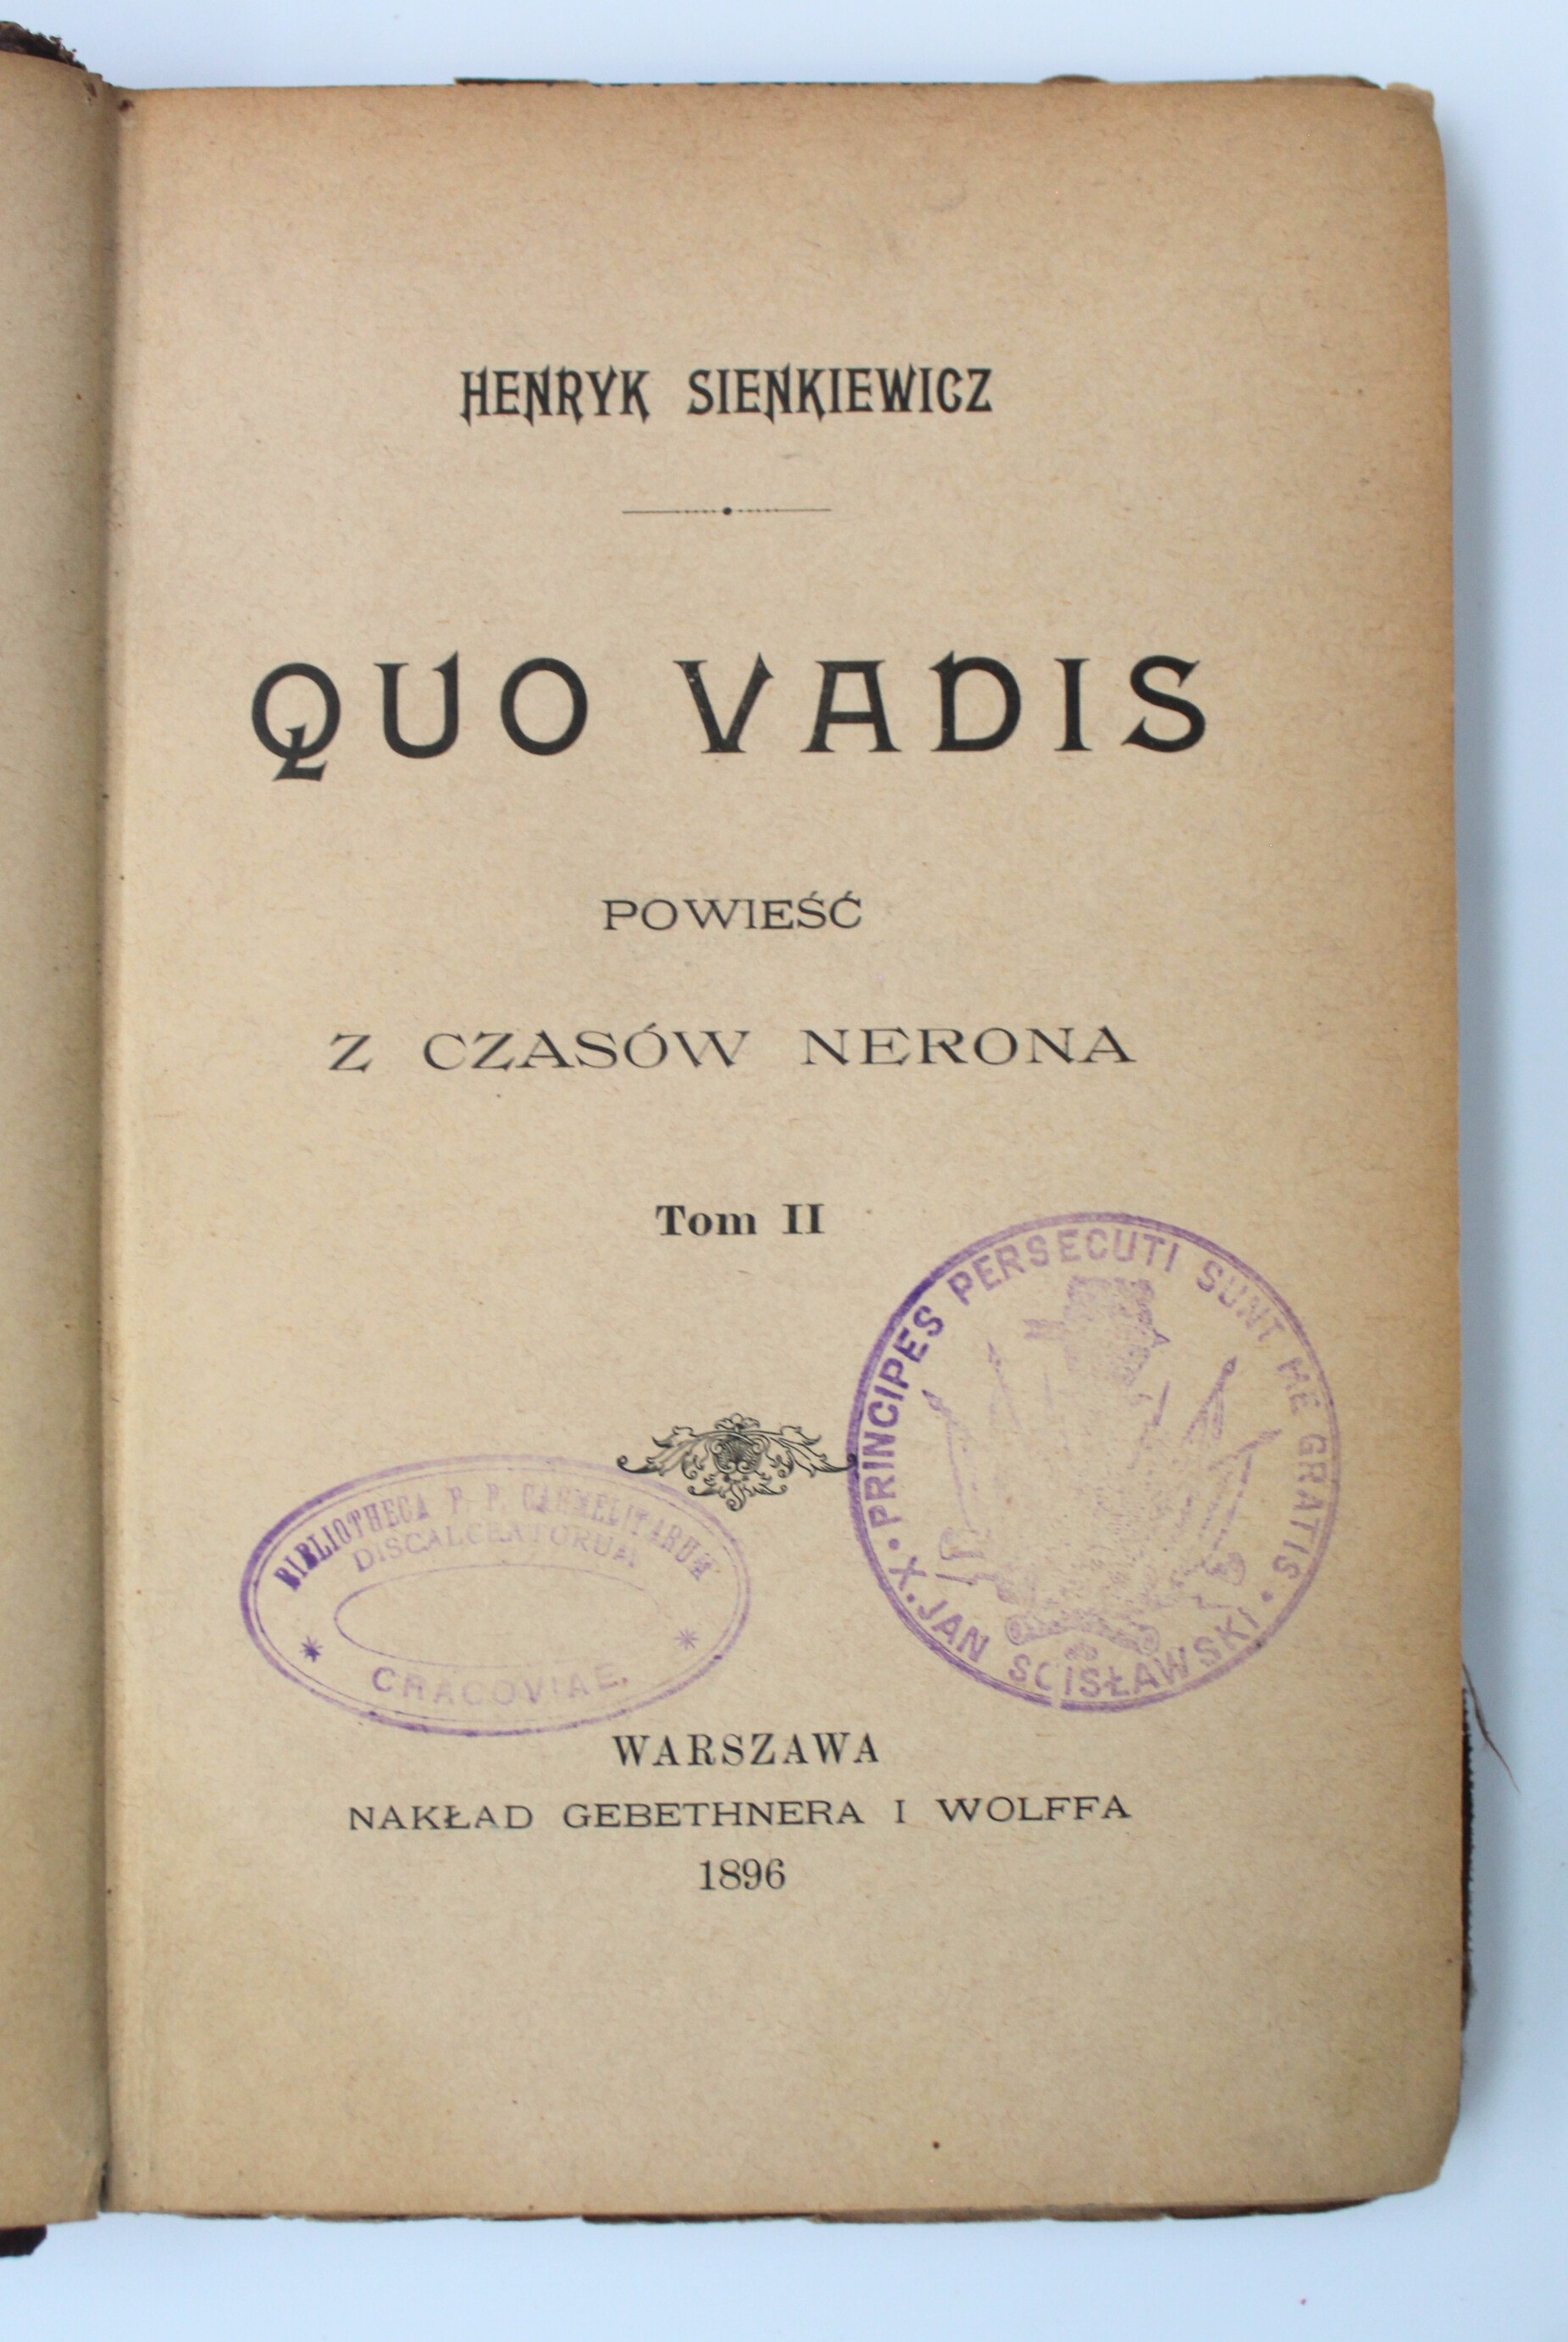 HENRYK SIENKIEWICZ
QUO VADIS
POWIEŚĆ
Z CZASÓW NERONA
Tom II
PRINCIPES PERSECUTI SUNT ME GRATIS
X. JAN SCISŁAWSKI
BIBLIOTHECA P. P. CARMELITARUM
DISCALCEATORUM
CRACOVIAE.
WARSZAWA
NAKŁAD GEBETHNERA I WOLFFA
1896